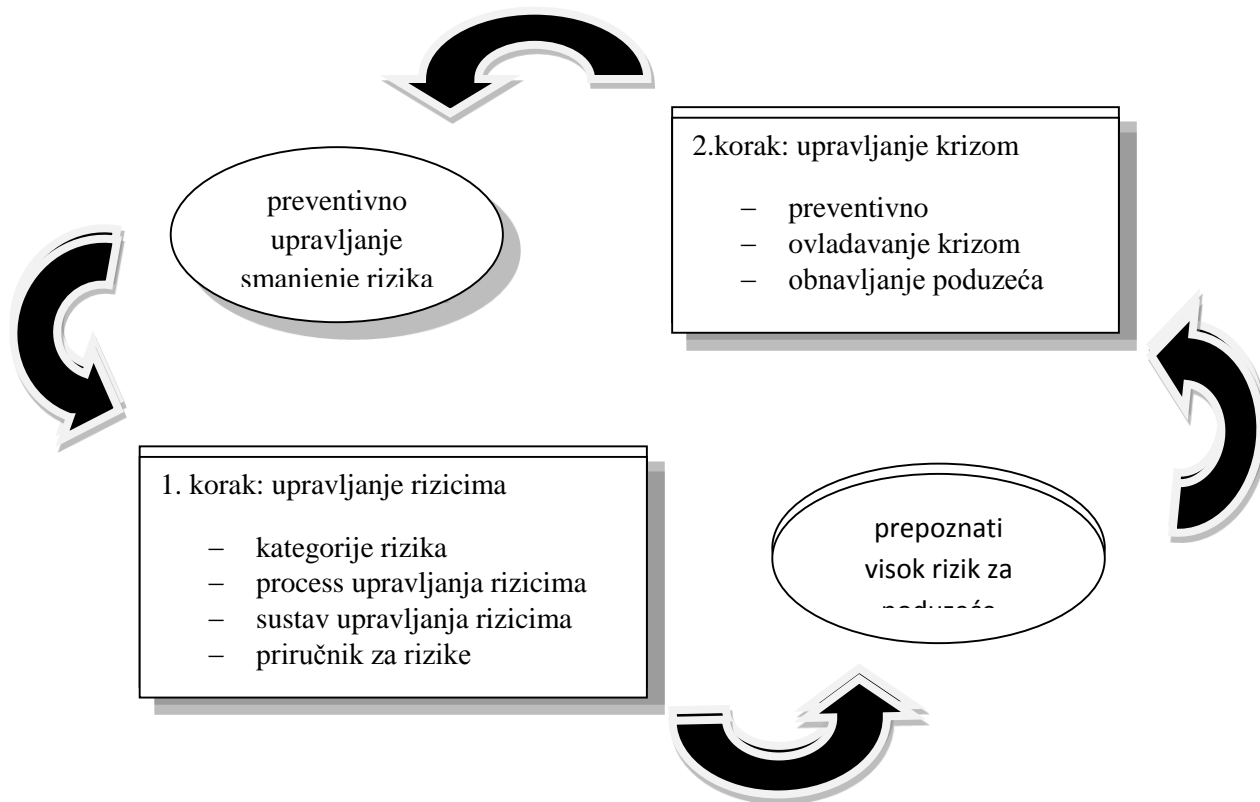 2.korak: upravljanje krizom
– preventivno
– ovladavanje krizom
– obnavljanje poduzeća
preventivno
upravljanje
smanjenje rizika
1. korak: upravljanje rizicima
– kategorije rizika
– process upravljanja rizicima
– sustav upravljanja rizicima
– priručnik za rizike
prepoznati
visok rizik za
poduzeće